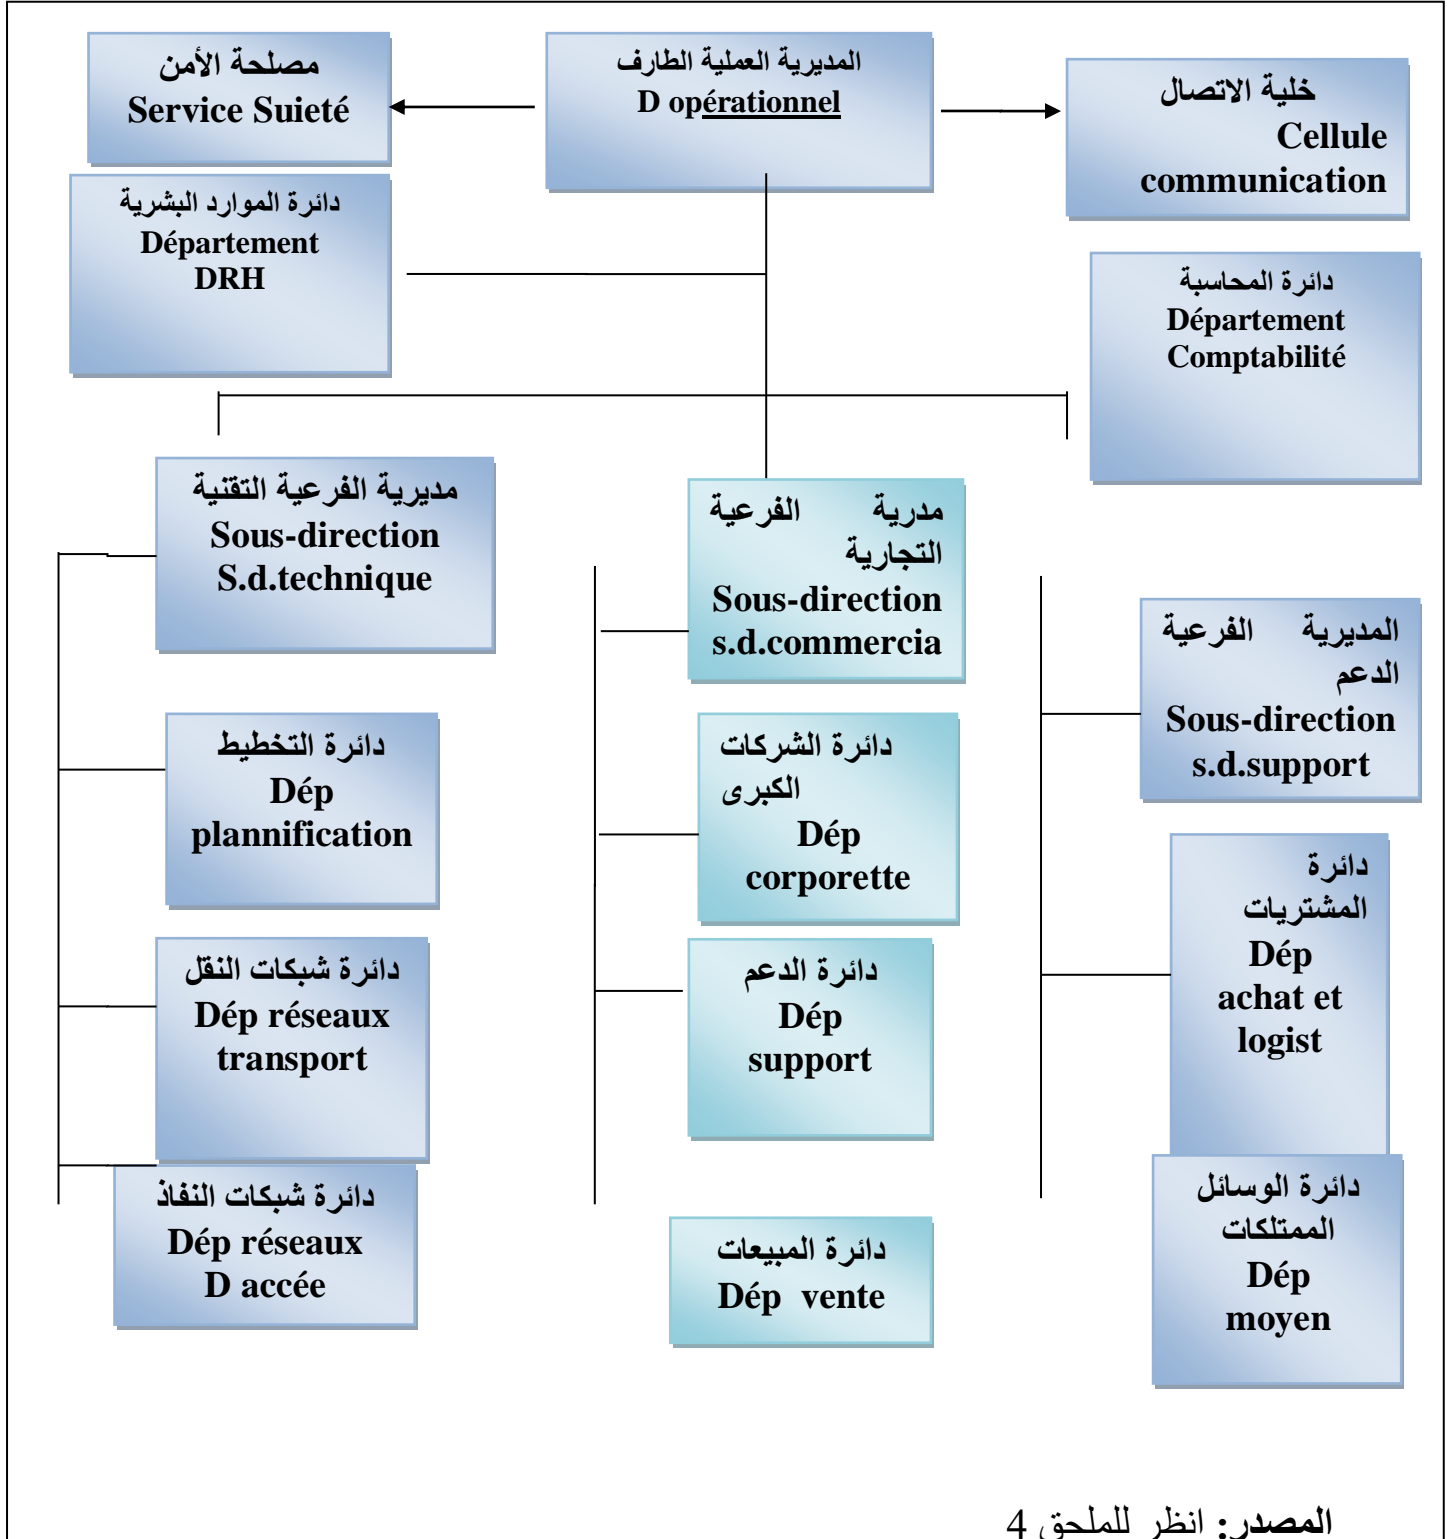 مصلحة الأمن
Service Suieté
المديرية العملية الطارف
D opérationnel
خلية الاتصال
Cellule
communication
دائرة الموارد البشرية
Département
DRH
دائرة المحاسبة
Département
Comptabilité
مديرية الفرعية التقنية
Sous-direction
S.d.technique
مدرية الفرعية
التجارية
Sous-direction
s.d.commercia
المديرية الفرعية
الدعم
Sous-direction
s.d.support
دائرة التخطيط
Dép
plannification
دائرة الشركات
الكبرى
Dép
corporette
دائرة المشتريات
Dép
achat et
logist
دائرة شبكات النقل
Dép réseaux
transport
دائرة الدعم
Dép
support
دائرة الوسائل
الممتلكات
Dép
moyen
دائرة شبكات النفاذ
Dép réseaux
D accée
دائرة المبيعات
Dép vente
المصدر: انظر للملحق 4